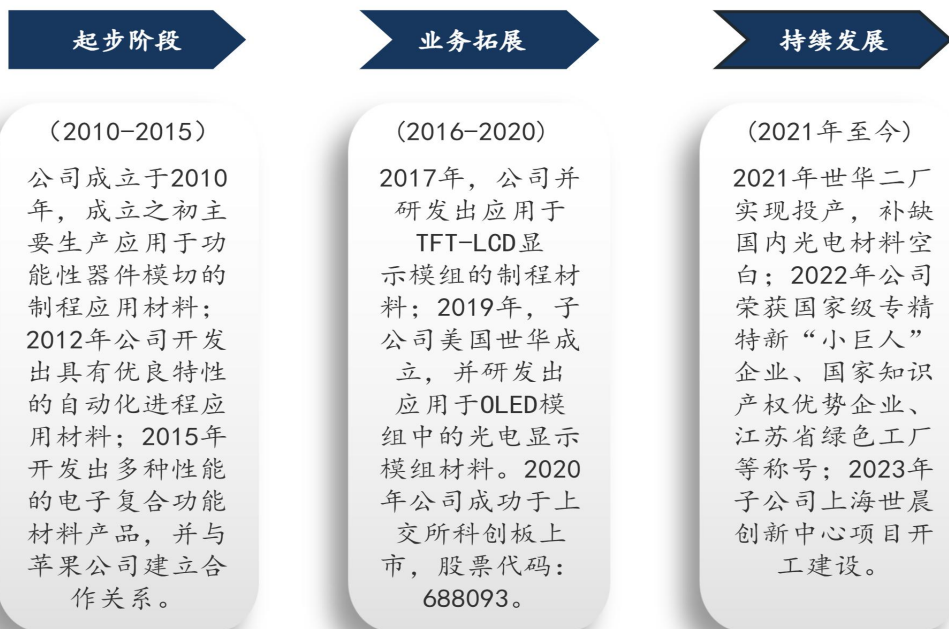 起步阶段
(2010-2015)
公司成立于2010
年，成立之初主
要生产应用于功
能性器件模切的
制程应用材料；
2012年公司开发
出具有优良特性
的自动化进程应
用材料；2015年
开发出多种性能
的电子复合功能
材料产品，并与
苹果公司建立合
作关系。
业务拓展
(2016-2020)
2017年，公司并
研发出应用于
TFT-LCD显
示模组的制程材
料；2019年，子
公司美国世华成
立，并研发出
应用于OLED模
组中的光电显示
模组材料。2020
年公司成功于上
交所科创板上
市，股票代码：
688093。
持续发展
(2021年至今)
2021年世华二厂
实现投产，补缺
国内光电材料空
白；2022年公司
荣获国家级专精
特新“小巨人”
企业、国家知识
产权优势企业、
江苏省绿色工厂
等称号；2023年
子公司上海世晨
创新中心项目开
工建设。